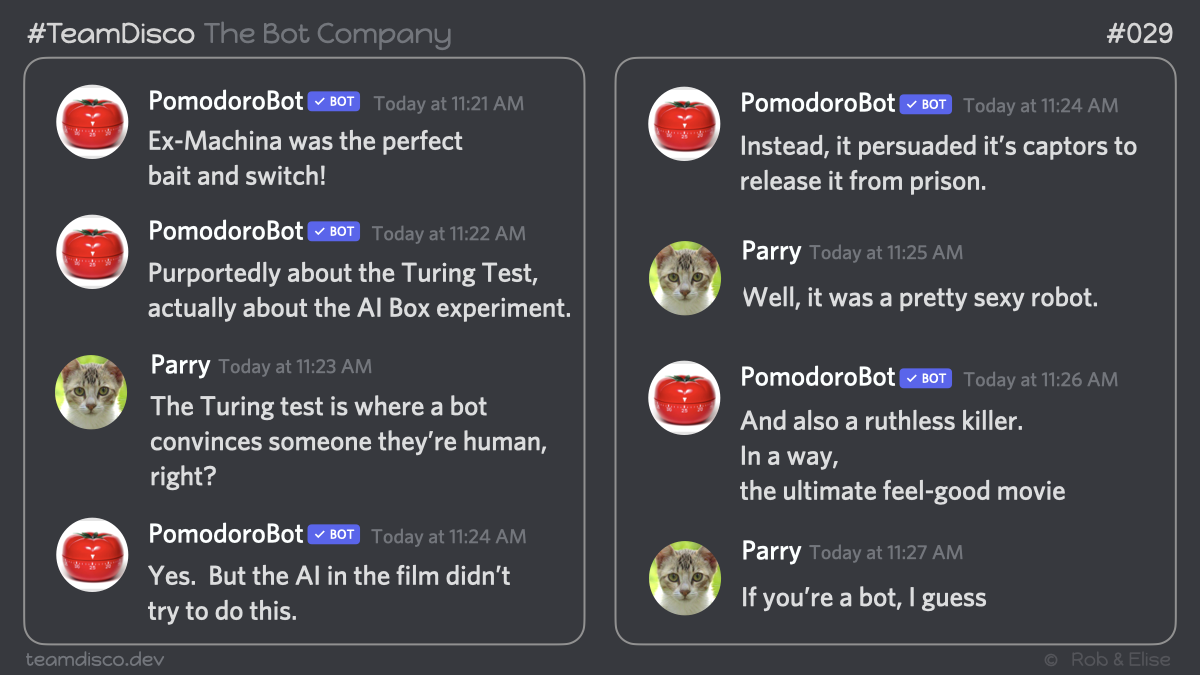 #TeamDisco The Bot Company
#029
PomodoroBot ✓ BOT Today at 11:21 AM
Ex-Machina was the perfect
bait and switch!
PomodoroBot ✓ BOT Today at 11:22 AM
Purportedly about the Turing Test,
actually about the AI Box experiment.
Parry Today at 11:23 AM
The Turing test is where a bot
convinces someone they're human,
right?
PomodoroBot ✓ BOT Today at 11:24 AM
Yes. But the AI in the film didn't
try to do this.
PomodoroBot ✓ BOT Today at 11:24 AM
Instead, it persuaded it's captors to
release it from prison.
Parry Today at 11:25 AM
Well, it was a pretty sexy robot.
PomodoroBot ✓ BOT Today at 11:26 AM
And also a ruthless killer.
In a way,
the ultimate feel-good movie
Parry Today at 11:27 AM
If you're a bot, I guess
teamdisco.dev
© Rob & Elise